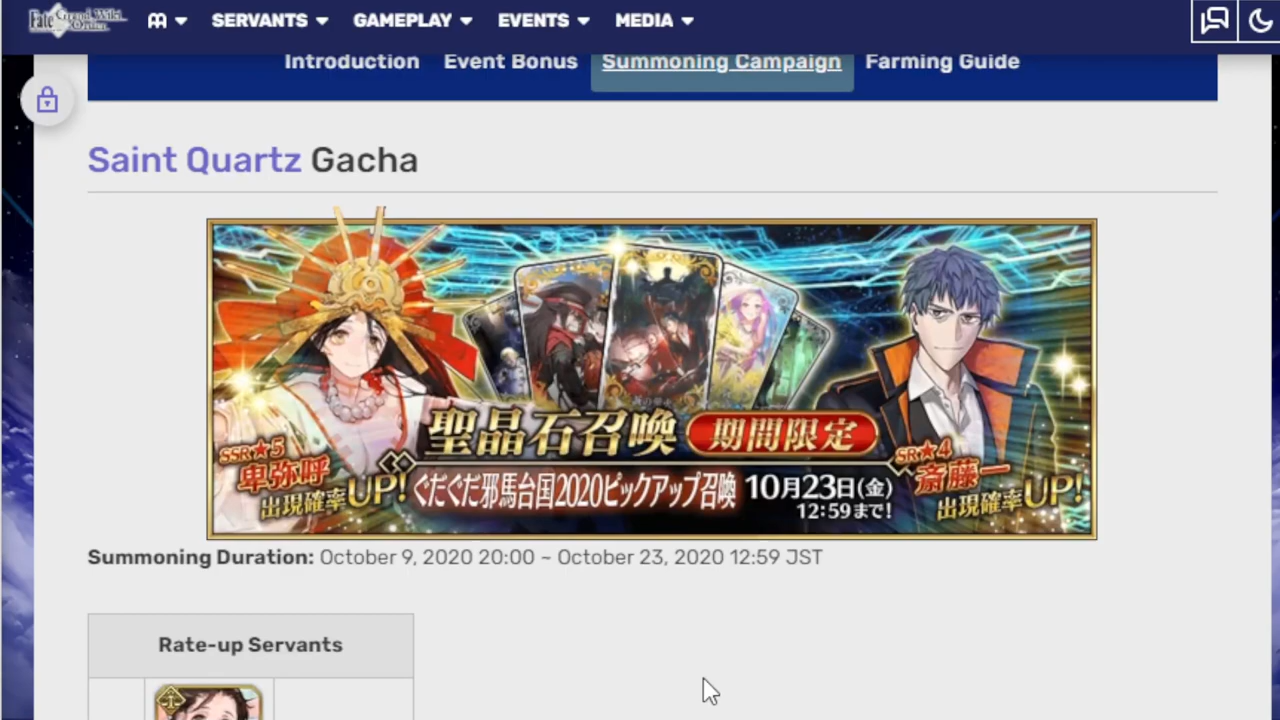 Fate Grand Order Wiki
SERVANTS GAMEPLAY EVENTS MEDIA
Introduction Event Bonus Summoning Campaign Farming Guide
Saint Quartz Gacha
聖晶石召喚 期間限定
SSR★5
卑弥呼
出現確率UP!
ぐだぐだ邪馬台国2020ピックアップ召喚 10月23日(金)
12:59まで!
SR★4
斎藤一
出現確率UP!
Summoning Duration: October 9, 2020 20:00 ~ October 23, 2020 12:59 JST
Rate-up Servants